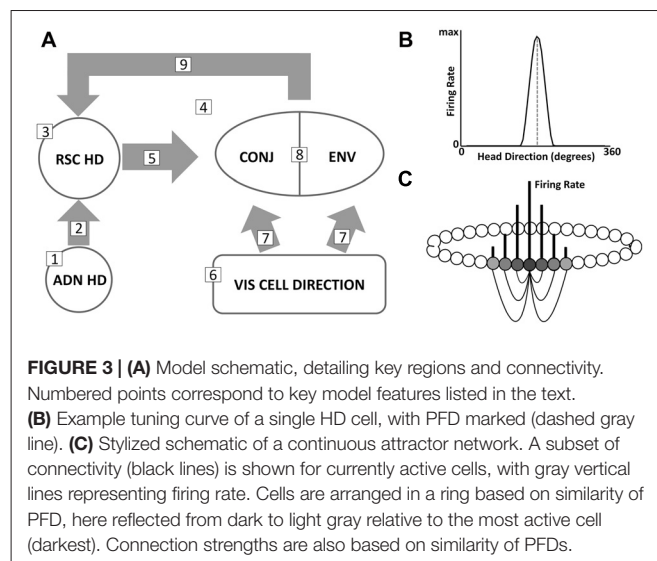 A
9
3
RSC HD
5
4
CONJ
8
ENV
2
7
7
1
ADN HD
6
VIS CELL DIRECTION
B
max
Firing Rate
0
0
Head Direction (degrees)
360
C
Firing Rate
FIGURE 3 | (A) Model schematic, detailing key regions and connectivity.
Numbered points correspond to key model features listed in the text.
(B) Example tuning curve of a single HD cell, with PFD marked (dashed gray
line). (C) Stylized schematic of a continuous attractor network. A subset of
connectivity (black lines) is shown for currently active cells, with gray vertical
lines representing firing rate. Cells are arranged in a ring based on similarity of
PFD, here reflected from dark to light gray relative to the most active cell
(darkest). Connection strengths are also based on similarity of PFDs.